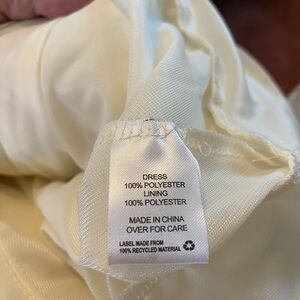 DRESS
100% POLYESTER
LINING
100% POLYESTER
MADE IN CHINA
OVER FOR CARE
LABEL MADE FROM
100% RECYCLED MATERIAL